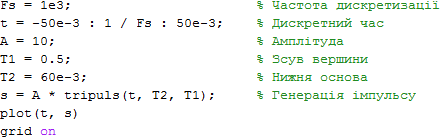 Fs = 1e3; % Частота дискретизації
t = -50e-3 : 1 / Fs : 50e-3; % Дискретний час
A = 10; % Амплітуда
T1 = 0.5; % Зсув вершини
T2 = 60e-3; % Нижня основа
s = A * tripuls(t, T2, T1); % Генерація імпульсу
plot(t, s)
grid on